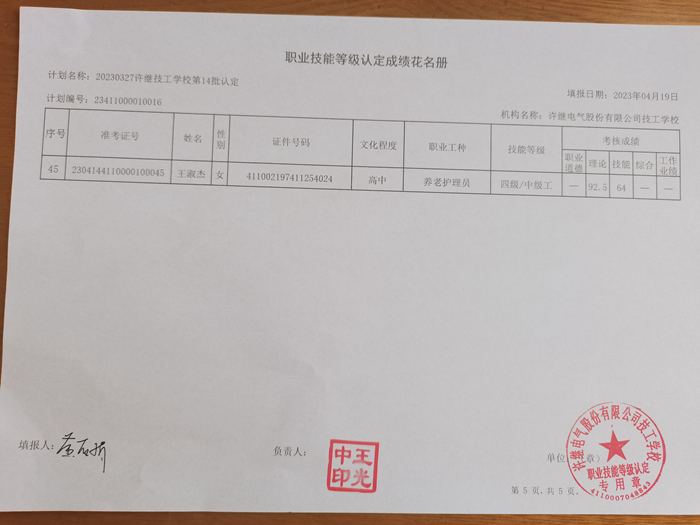 职业技能等级认定成绩花名册
计划名称：20230327许继技工学校第14批认定
填报日期：2023年04月19日
计划编号：23411000010016
机构名称：许继电气股份有限公司技工学校
序号 准考证号 姓名 性别 证件号码 文化程度 职业工种 技能等级 考核成绩
职业道德 理论 技能 综合 工作业绩
45 2304144110000100045 王淑杰 女 411002197411254024 高中 养老护理员 四级/中级工 — 92.5 64 — —
填报人：
负责人：
王光中印
单位（章）
许继电气股份有限公司技工学校
职业技能等级认定
专用章
4110007048843
第 5 页，共 5 页。